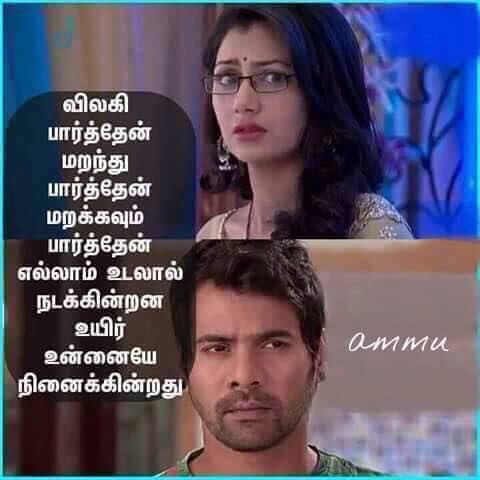 விலகி
பார்த்தேன்
மறந்து
பார்த்தேன்
மறக்கவும்
பார்த்தேன்
எல்லாம் உடலால்
நடக்கின்றன
உயிர்
உன்னையே
நினைக்கின்றது
ammu